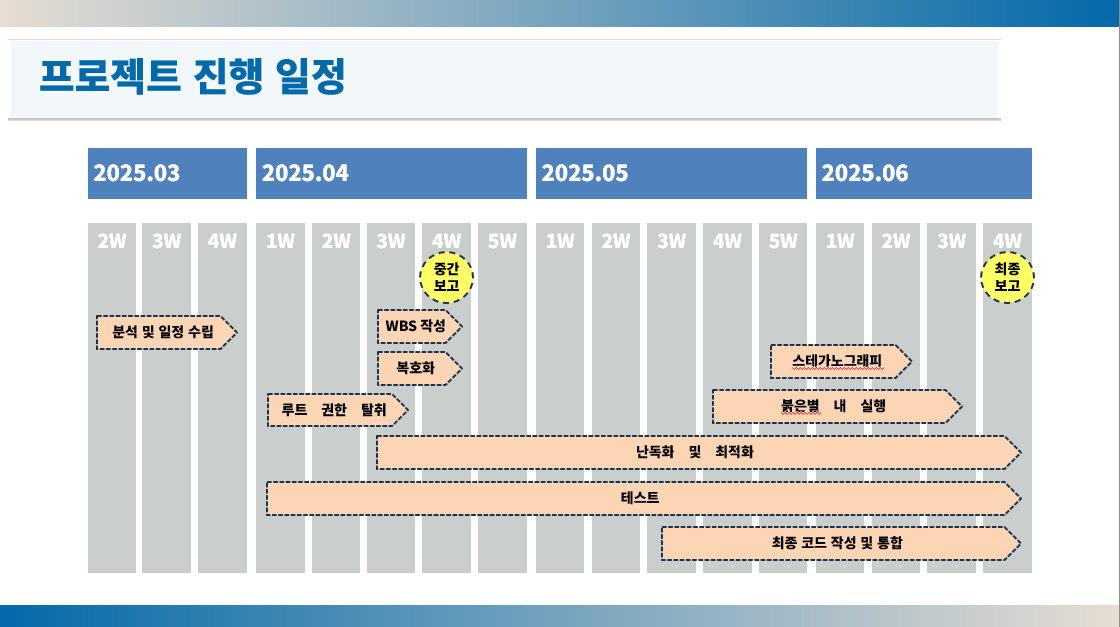 프로젝트 진행 일정
2025.03 2025.04 2025.05 2025.06
2W 3W 4W 1W 2W 3W 4W 5W 1W 2W 3W 4W 5W 1W 2W 3W 4W
중간
보고
최종
보고
분석 및 일정 수립
WBS 작성
복호화
스테가노그래피
루트 권한 탈취
붉은별 내 실행
난독화 및 최적화
테스트
최종 코드 작성 및 통합